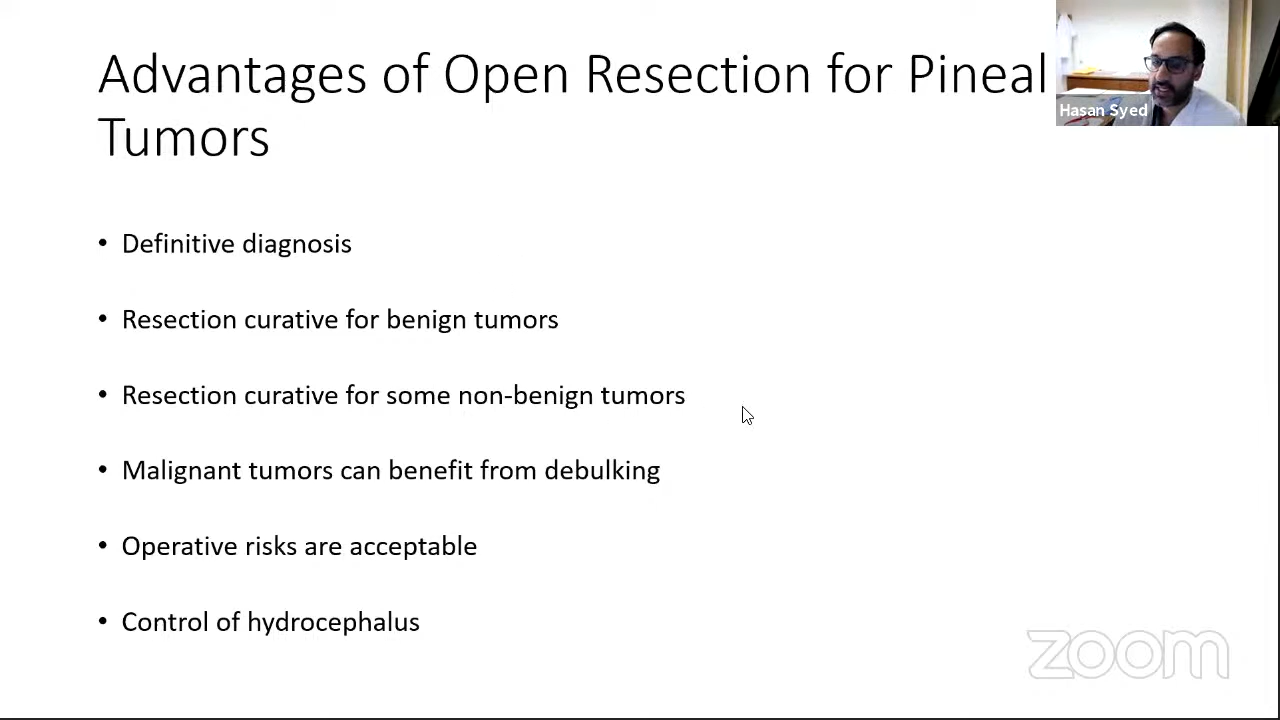 Advantages of Open Resection for Pineal
Tumors
Hasan Syed
• Definitive diagnosis
• Resection curative for benign tumors
• Resection curative for some non-benign tumors
• Malignant tumors can benefit from debulking
• Operative risks are acceptable
• Control of hydrocephalus
zoom